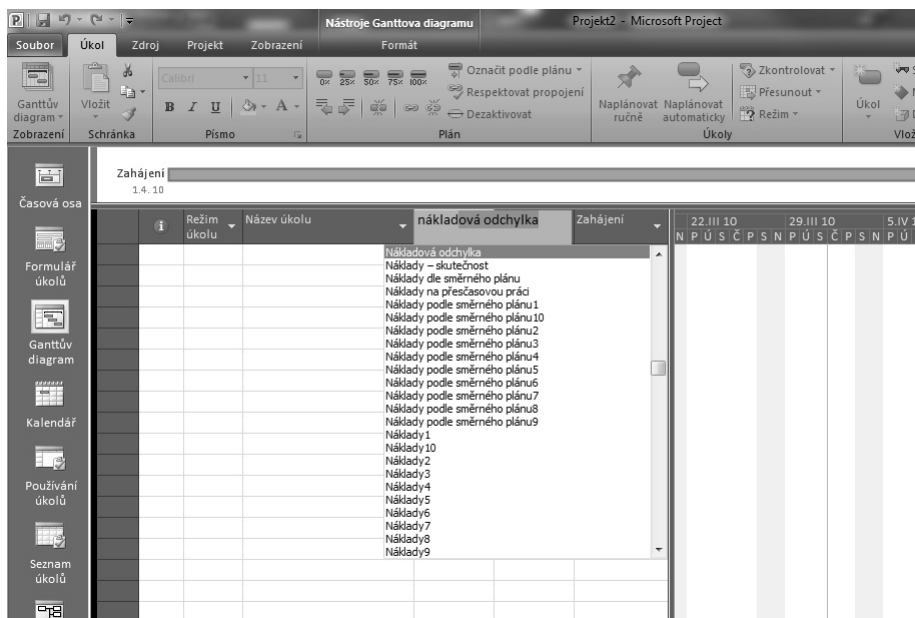 Nástroje Ganttova diagramu
Projekt2 - Microsoft Project
Soubor Úkol Zdroj Projekt Zobrazení Formát
Ganttův diagram
Zobrazení
Vložit
Schránka
Calibri 11
B I U A
Písmo
0% 25% 50% 75% 100%
Označit podle plánu
Respektovat propojení
Dezaktivovat
Plán
Naplánovat ručně
Naplánovat automaticky
Zkontrolovat
Přesunout
Režim
Úkoly
Úkol
Zahájení
1.4. 10
Časová osa
Formulář úkolů
Ganttův diagram
Kalendář
Používání úkolů
Seznam úkolů
Režim úkolu
Název úkolu
nákladová odchylka
Zahájení
22.III 10 29.III 10
N P Ú S Č P S N P Ú S Č P S N P Ú
Nákladová odchylka
Náklady – skutečnost
Náklady dle směrného plánu
Náklady na přesčasovou práci
Náklady podle směrného plánu1
Náklady podle směrného plánu10
Náklady podle směrného plánu2
Náklady podle směrného plánu3
Náklady podle směrného plánu4
Náklady podle směrného plánu5
Náklady podle směrného plánu6
Náklady podle směrného plánu7
Náklady podle směrného plánu8
Náklady podle směrného plánu9
Náklady1
Náklady10
Náklady2
Náklady3
Náklady4
Náklady5
Náklady6
Náklady7
Náklady8
Náklady9